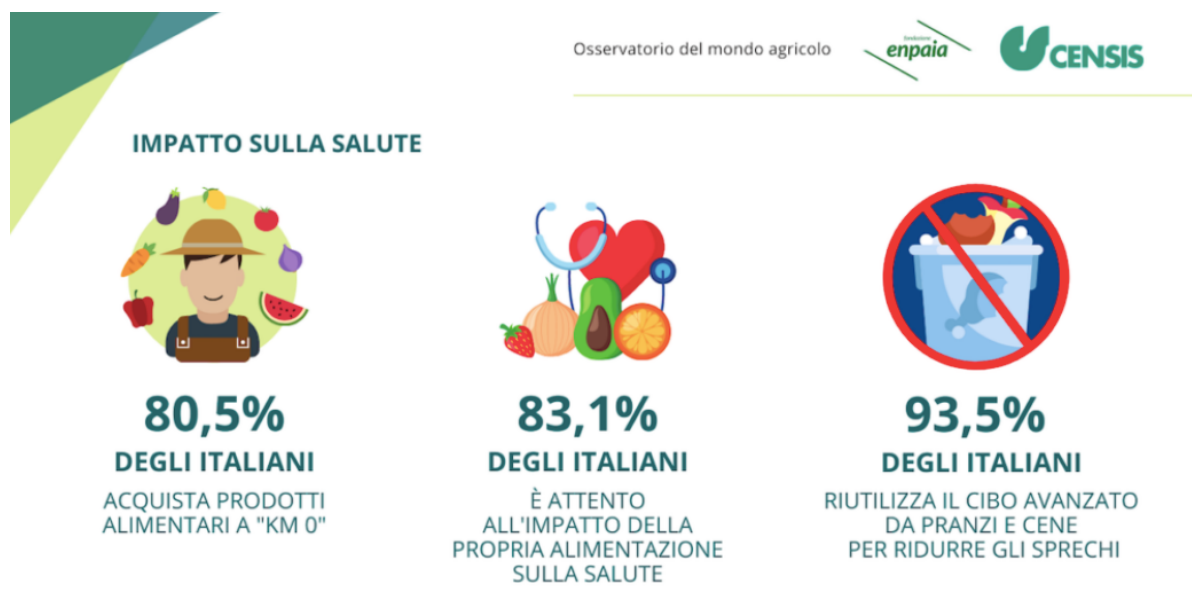 Osservatorio del mondo agricolo
fondazione
enpaia
CENSIS
IMPATTO SULLA SALUTE
80,5%
DEGLI ITALIANI
ACQUISTA PRODOTTI
ALIMENTARI A "KM 0"
83,1%
DEGLI ITALIANI
È ATTENTO
ALL'IMPATTO DELLA
PROPRIA ALIMENTAZIONE
SULLA SALUTE
93,5%
DEGLI ITALIANI
RIUTILIZZA IL CIBO AVANZATO
DA PRANZI E CENE
PER RIDURRE GLI SPRECHI